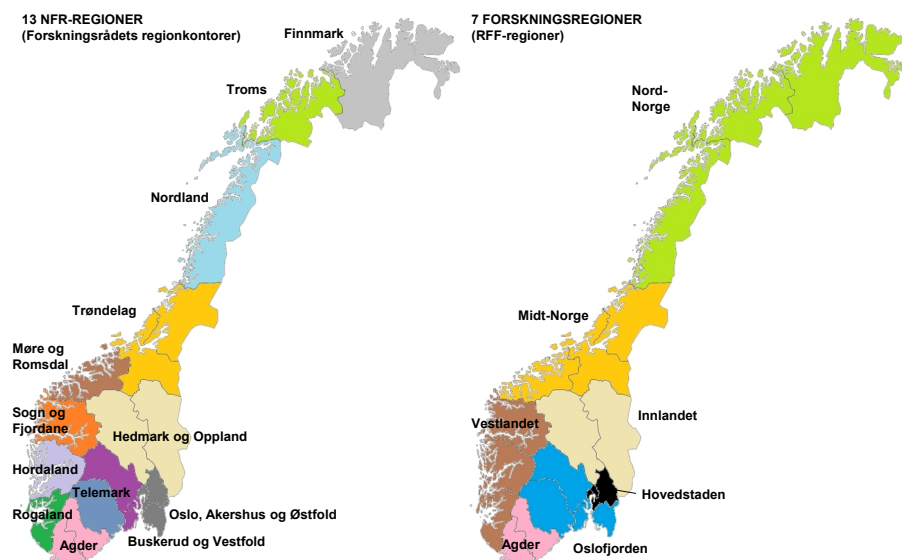 13 NFR-REGIONER
(Forskningsrådets regionkontorer)
Finnmark
Troms
Nordland
Trøndelag
Møre og
Romsdal
Sogn og
Fjordane
Hedmark og Oppland
Hordaland
Telemark
Rogaland
Oslo, Akershus og Østfold
Agder
Buskerud og Vestfold
7 FORSKNINGSREGIONER
(RFF-regioner)
Nord-
Norge
Midt-Norge
Innlandet
Vestlandet
Hovedstaden
Agder
Oslofjorden